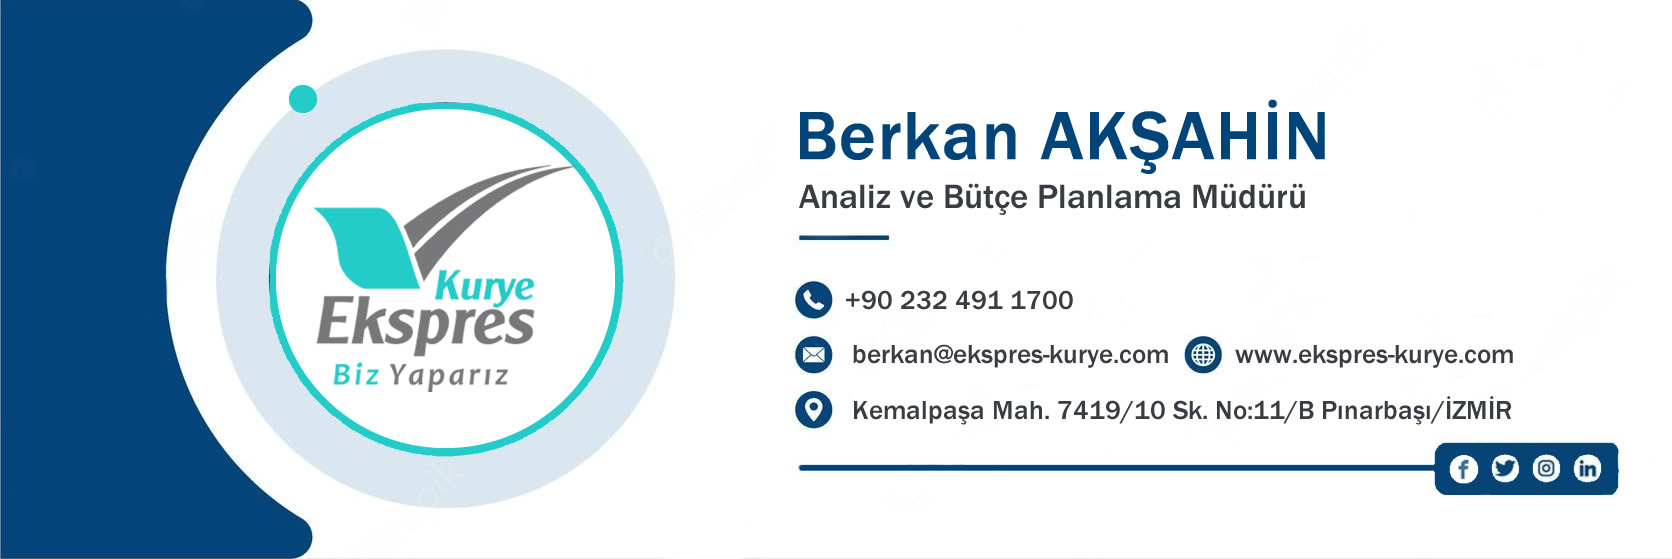 Kurye
Ekspres
Biz Yaparız
Berkan AKŞAHİN
Analiz ve Bütçe Planlama Müdürü
+90 232 491 1700
berkan@ekspres-kurye.com www.ekspres-kurye.com
Kemalpaşa Mah. 7419/10 Sk. No:11/B Pınarbaşı/İZMİR